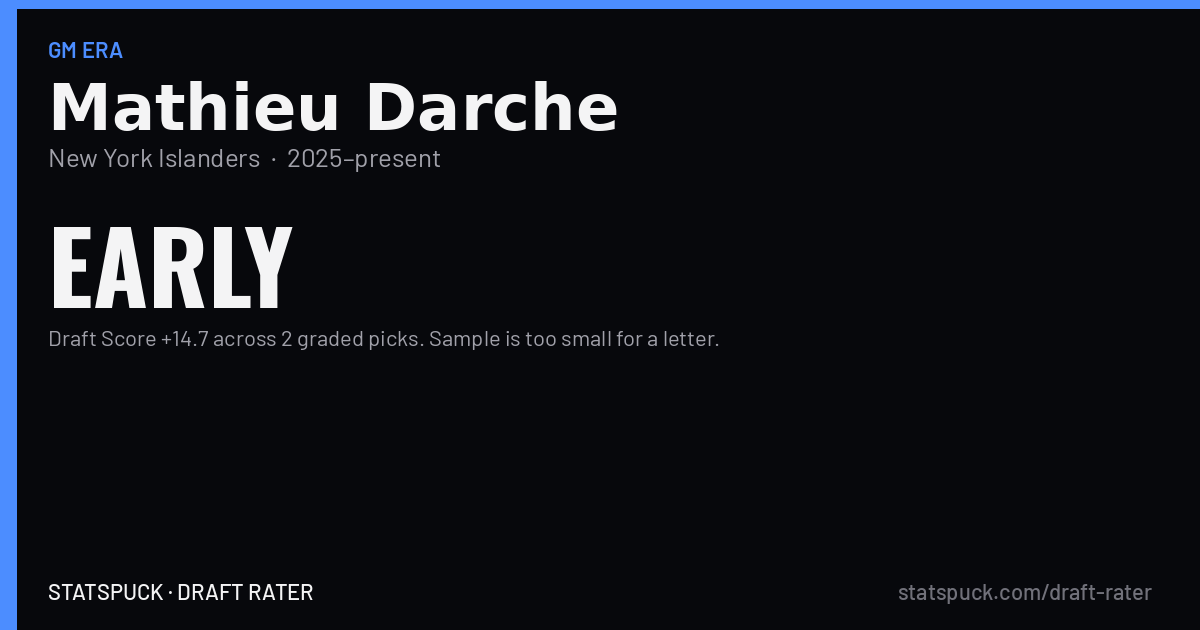 GM ERA
Mathieu Darche
New York Islanders · 2025–present
EARLY
Draft Score +14.7 across 2 graded picks. Sample is too small for a letter.
STATSPUCK · DRAFT RATER
statspuck.com/draft-rater